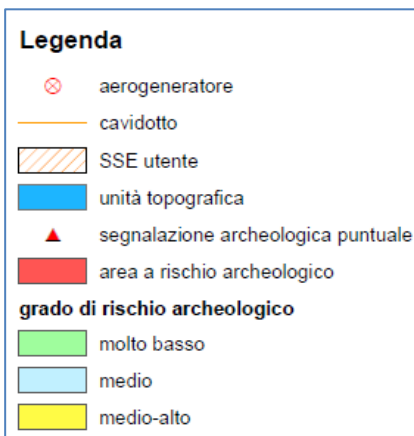 Legenda
aerogeneratore
cavidotto
SSE utente
unità topografica
segnalazione archeologica puntuale
area a rischio archeologico
grado di rischio archeologico
molto basso
medio
medio-alto